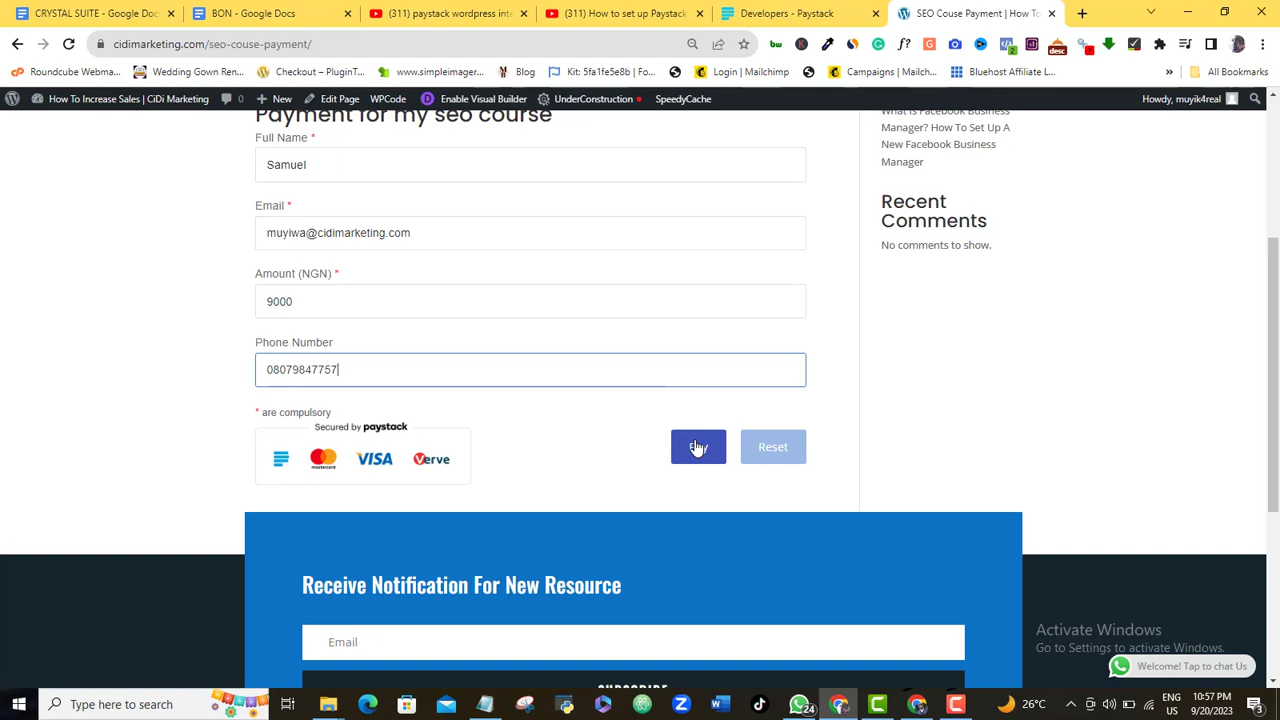 CRYSTAL SUITE - Google Docs
BON - Google Docs
(311) paystack wordpress int
(311) How to set up Paystack
Developers - Paystack
SEO Couse Payment | How To
cidimarketing.com/seo-couse-payment/
Roundcube Webma...
Wedding Gown Ren...
Checkout – Plugin1...
www.simpleimager...
Blog
Kit: 5fa1fe5e8b | Fo...
Login | Mailchimp
Campaigns | Mailch...
Bluehost Affiliate L...
»
All Bookmarks
How To Increase Sales | CiDi Marketing
0
New
Edit Page
WPCode
Enable Visual Builder
UnderConstruction
SpeedyCache
Howdy, muyik4real
Payment for my seo course
Full Name *
Samuel
Email *
muyiwa@cidimarketing.com
Amount (NGN) *
9000
Phone Number
08079847757
* are compulsory
Secured by paystack
mastercard
VISA
Verve
Reset
What is Facebook Business
Manager? How To Set Up A
New Facebook Business
Manager
Recent
Comments
No comments to show.
Receive Notification For New Resource
Email
SUBSCRIBE
Activate Windows
Go to Settings to activate Windows.
Welcome! Tap to chat Us
Type here to search
24
26°C
ENG
US
10:57 PM
9/20/2023
3